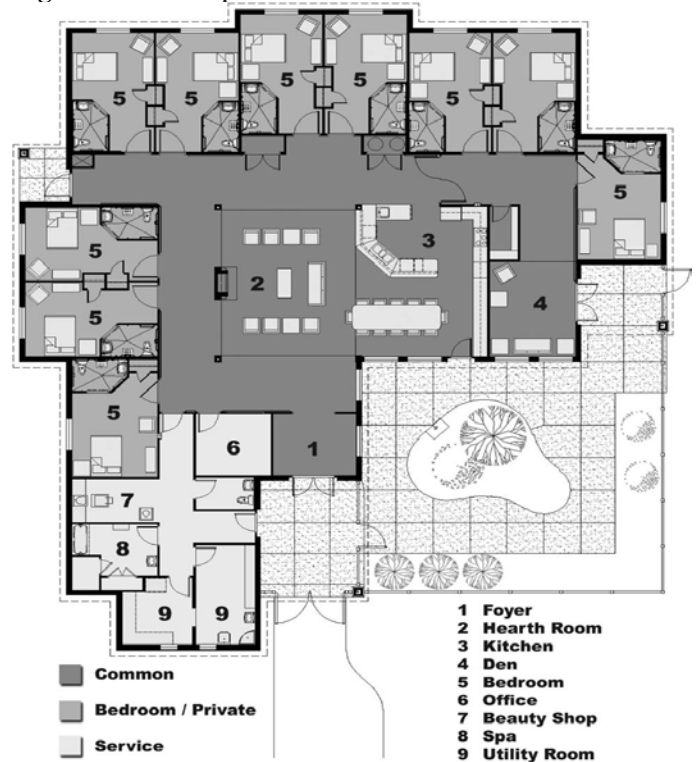 5 5 5 5 5 5
5
5
3
2
4
5
5
6
1
7
8
9 9
1 Foyer
2 Hearth Room
3 Kitchen
4 Den
5 Bedroom
6 Office
7 Beauty Shop
8 Spa
9 Utility Room
Common
Bedroom / Private
Service